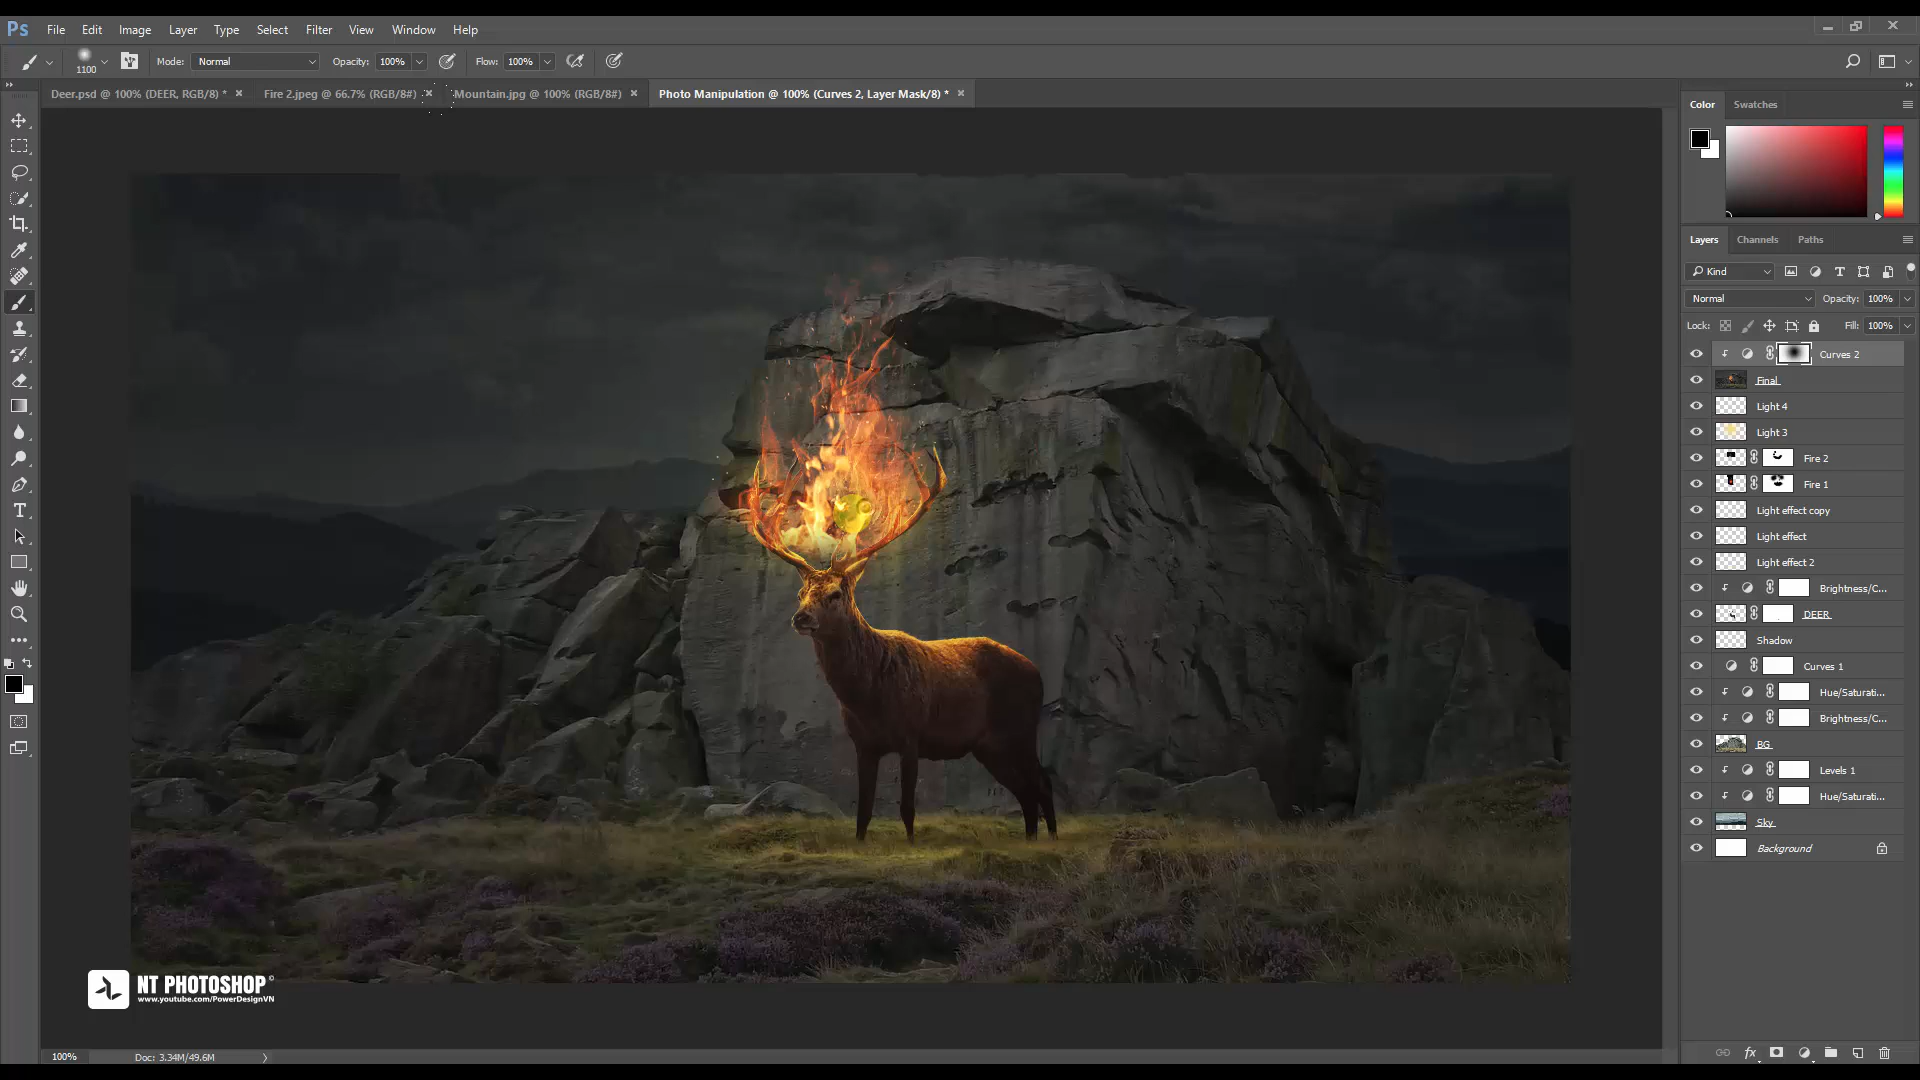 Ps File Edit Image Layer Type Select Filter View Window Help
1100 Mode: Normal Opacity: 100% Flow: 100%
Deer.psd @ 100% (DEER, RGB/8) * Fire 2.jpeg @ 66.7% (RGB/8#) Mountain.jpg @ 100% (RGB/8#) Photo Manipulation @ 100% (Curves 2, Layer Mask/8) *
Color Swatches
Layers Channels Paths
Kind
Normal Opacity: 100%
Lock: Fill: 100%
Curves 2
Final
Light 4
Light 3
Fire 2
Fire 1
Light effect copy
Light effect
Light effect 2
Brightness/C...
DEER
Shadow
Curves 1
Hue/Saturati...
Brightness/C...
BG
Levels 1
Hue/Saturati...
Sky
Background
NT PHOTOSHOP©
www.youtube.com/PowerDesignVN
100% Doc: 3.34M/49.6M